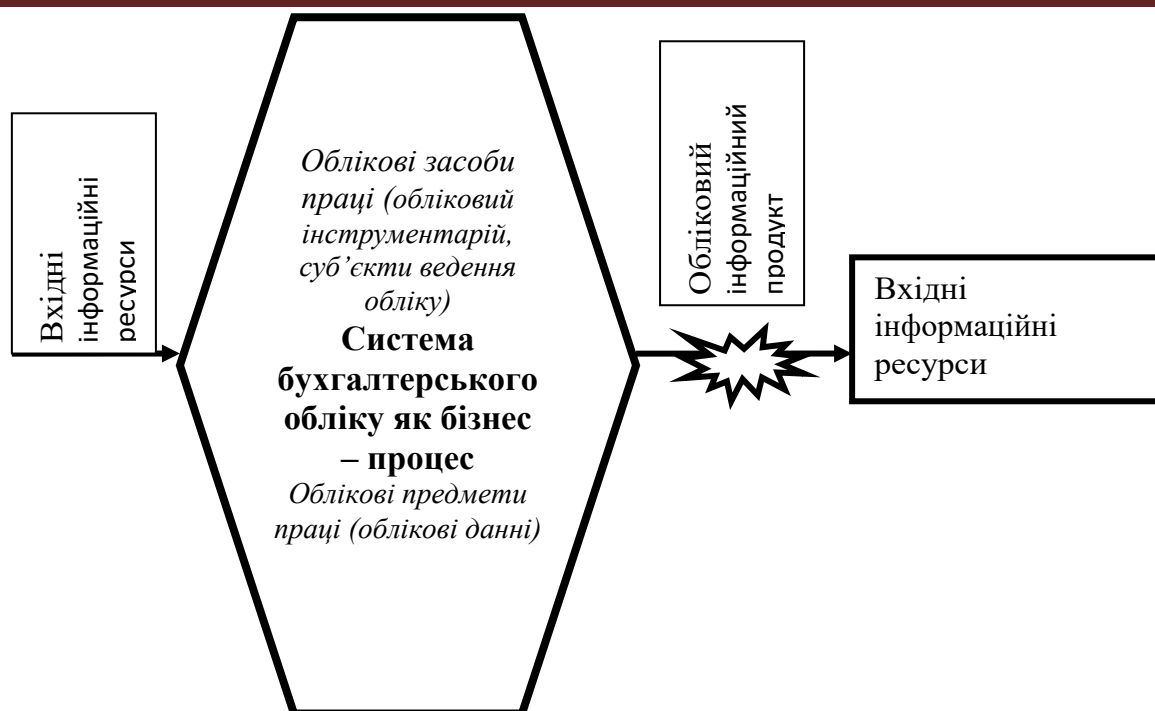 Вхідні
інформаційні
ресурси
Облікові засоби
праці (обліковий
інструментарій,
суб’єкти ведення
обліку)
Система
бухгалтерського
обліку як бізнес
– процес
Облікові предмети
праці (облікові данні)
Обліковий
інформаційний
продукт
Вхідні
інформаційні
ресурси